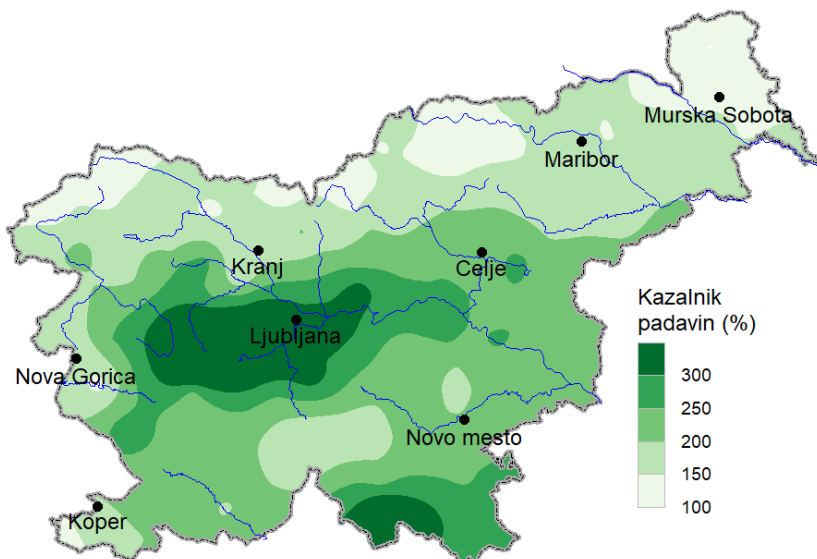 Murska Sobota
Maribor
Kranj
Celje
Ljubljana
Nova Gorica
Novo mesto
Koper
Kazalnik
padavin (%)
300
250
200
150
100